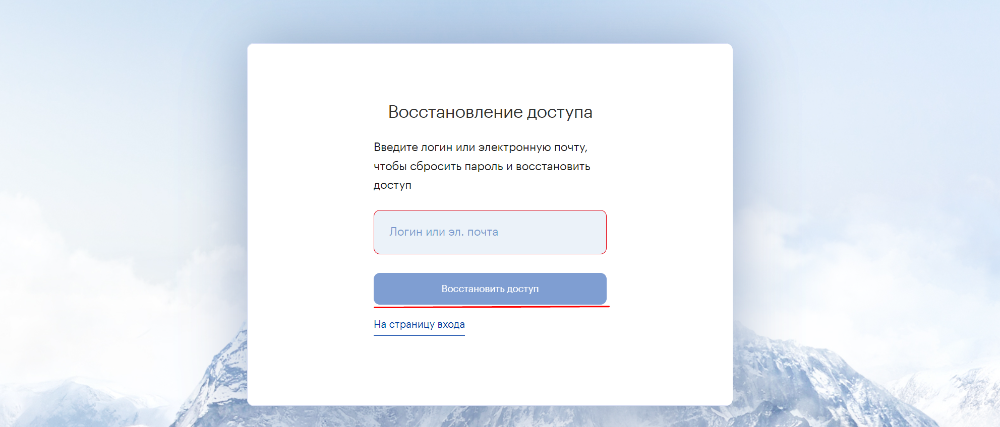 Восстановление доступа
Введите логин или электронную почту,
чтобы сбросить пароль и восстановить
доступ
Логин или эл. почта
Восстановить доступ
На страницу входа